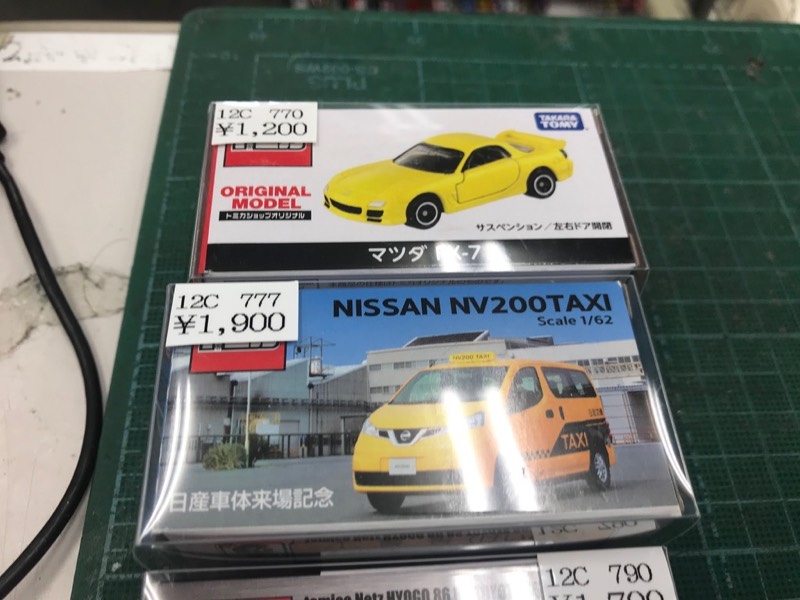 PLUS
12C 770
¥1,200
TAKARA
TOMY
ORIGINAL
MODEL
トミカショップオリジナル
サスペンション／左右ドア開閉
マツダ RX-7
12C 777
¥1,900
NISSAN NV200TAXI
Scale 1/62
NV200 TAXI
TAXI
日産車体来場記念
12C 790